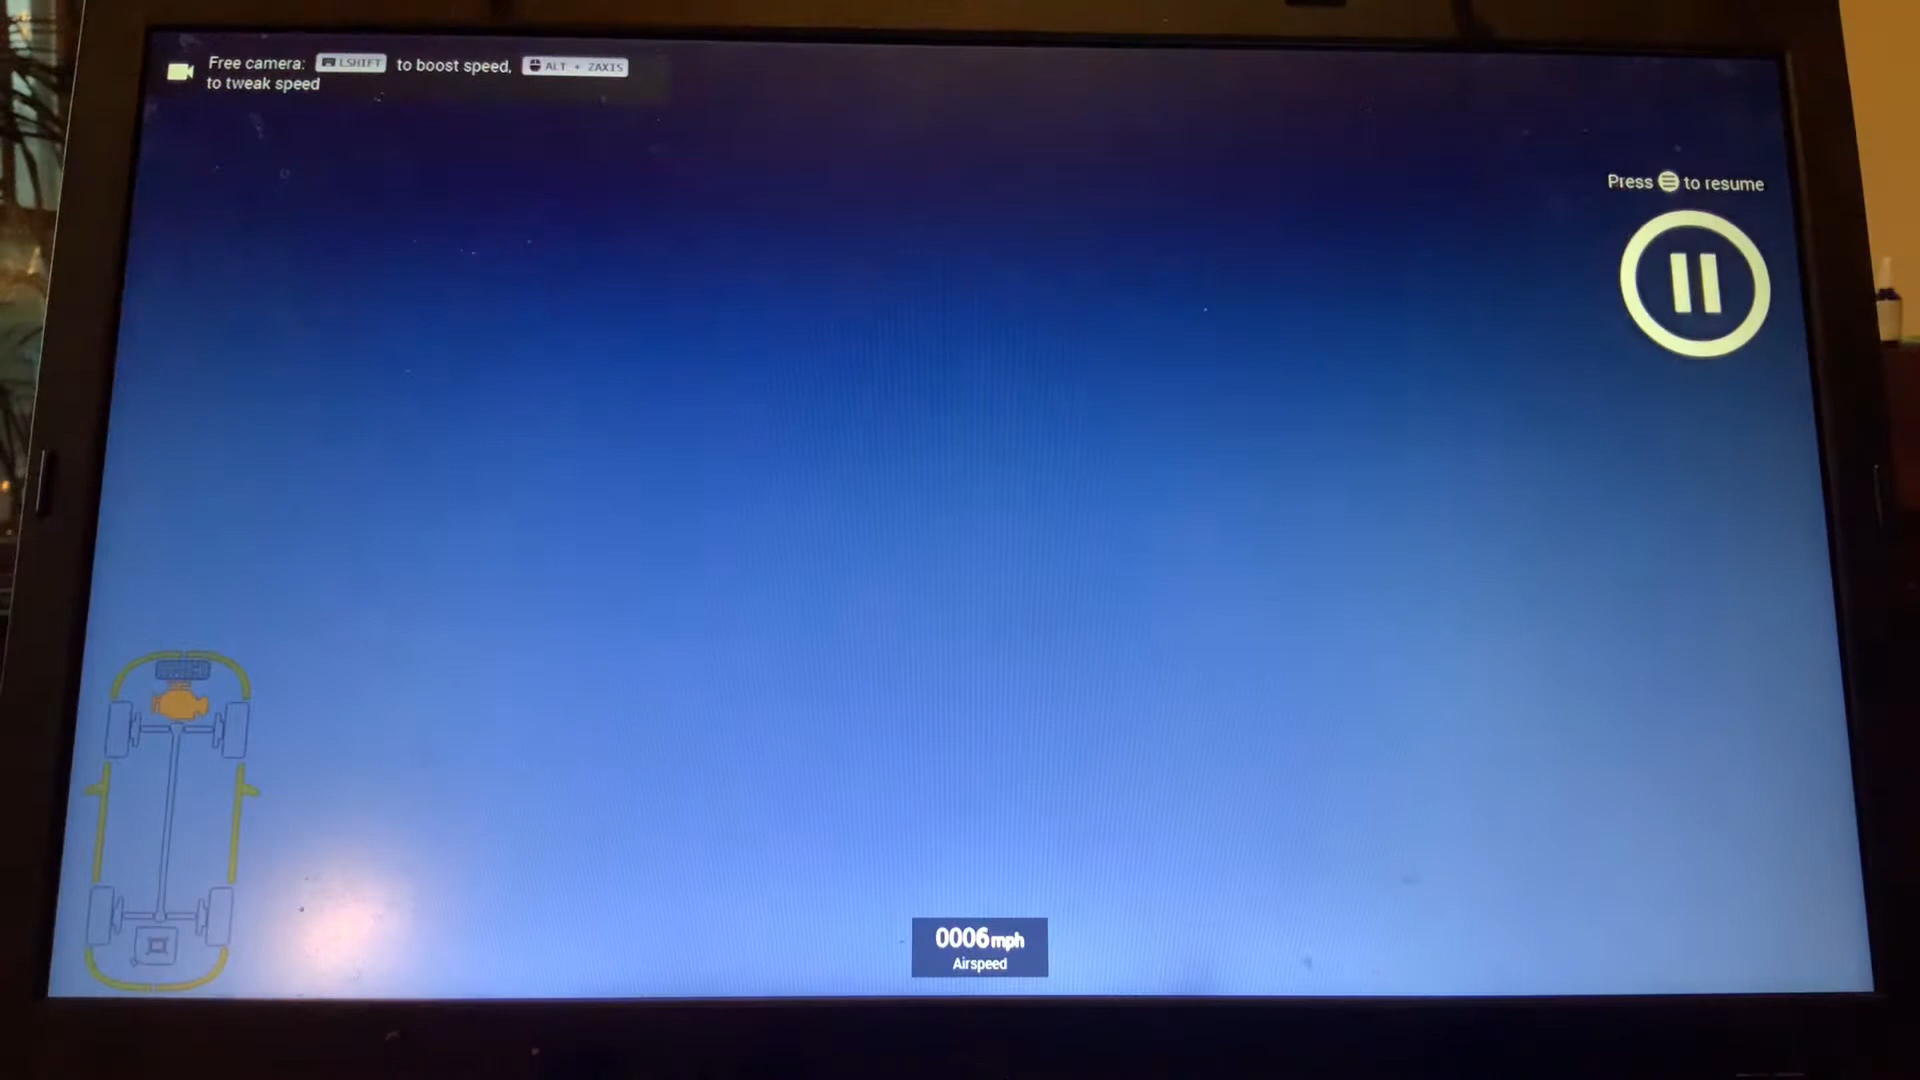 Free camera: LSHIFT to boost speed, ALT + ZAXIS
to tweak speed
Press to resume
0006mph
Airspeed